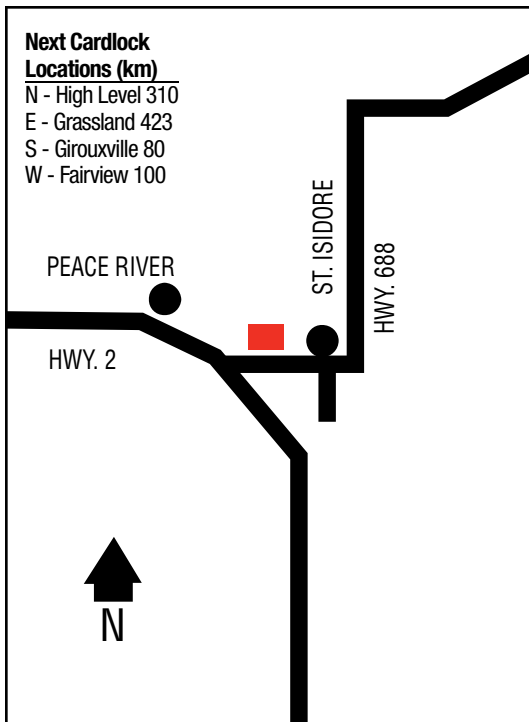 Next Cardlock
Locations (km)
N - High Level 310
E - Grassland 423
S - Girouxville 80
W - Fairview 100
PEACE RIVER
ST. ISIDORE
HWY. 688
HWY. 2
N